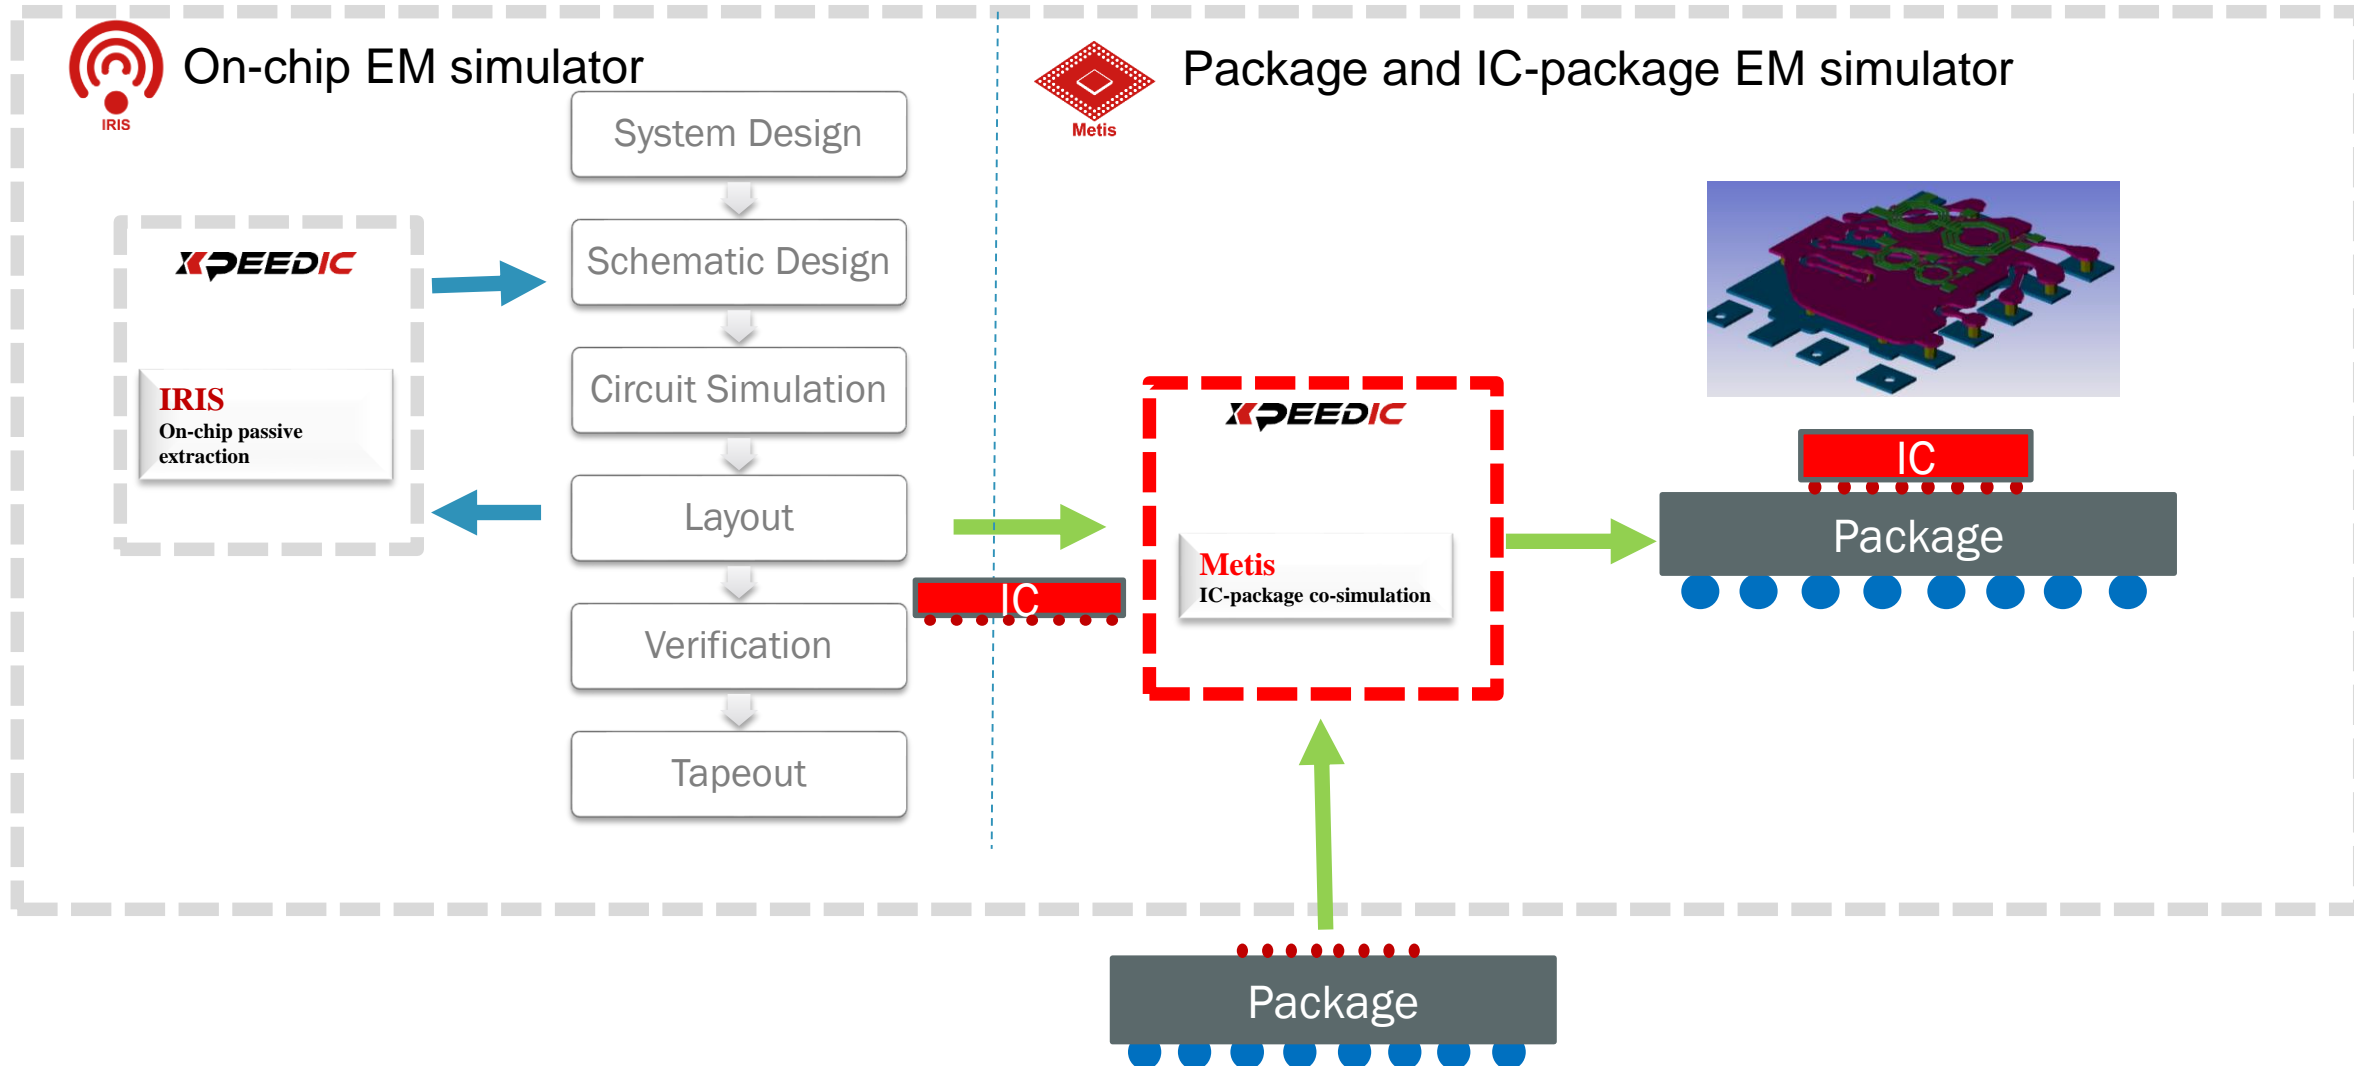 On-chip EM simulator
IRIS
Package and IC-package EM simulator
Metis
System Design
Schematic Design
Circuit Simulation
Layout
Verification
Tapeout
XPEEDIC
IRIS
On-chip passive
extraction
IC
XPEEDIC
Metis
IC-package co-simulation
IC
Package
Package